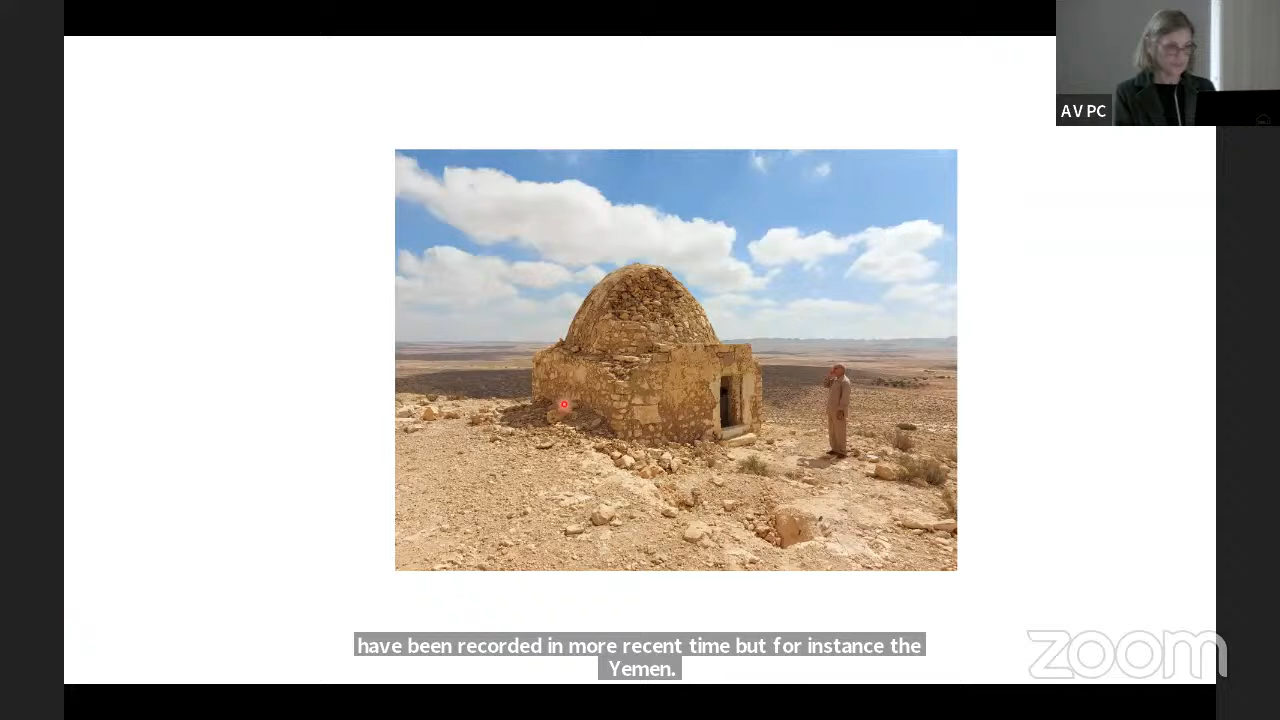 AV PC
have been recorded in more recent time but for instance the
Yemen.
zoom